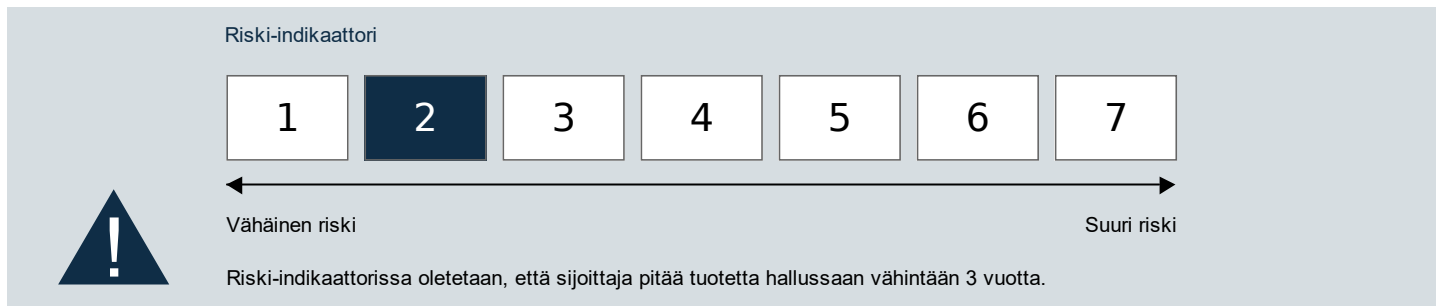 Riski-indikaattori
1 2 3 4 5 6 7
Vähäinen riski Suuri riski
!
Riski-indikaattorissa oletetaan, että sijoittaja pitää tuotetta hallussaan vähintään 3 vuotta.